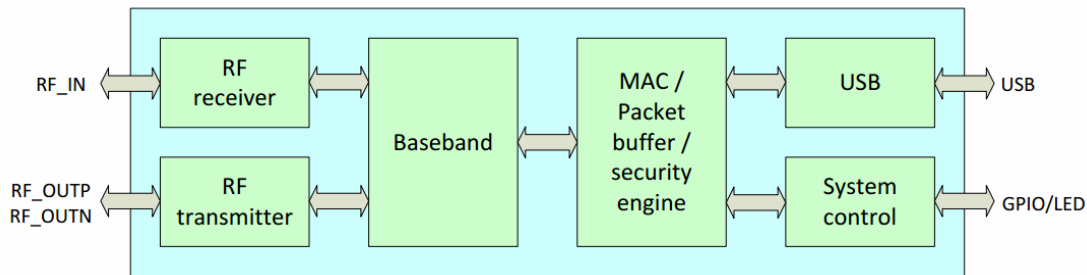 RF_IN
RF
receiver
RF_OUTP
RF_OUTN
RF
transmitter
Baseband
MAC /
Packet
buffer /
security
engine
USB
USB
System
control
GPIO/LED